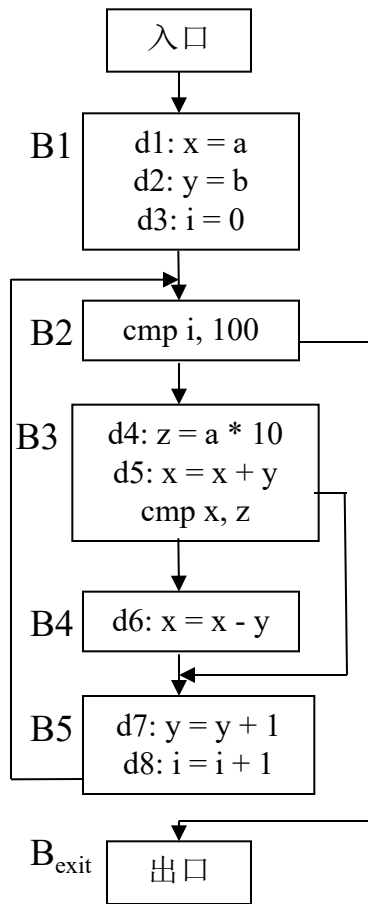 入口
B1
d1: x = a
d2: y = b
d3: i = 0
B2
cmp i, 100
B3
d4: z = a * 10
d5: x = x + y
cmp x, z
B4
d6: x = x - y
B5
d7: y = y + 1
d8: i = i + 1
Bexit
出口